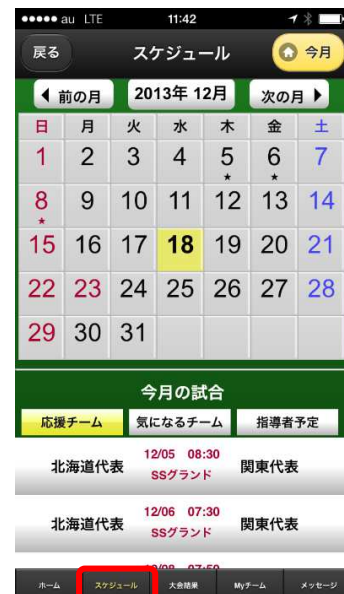 au LTE 11:42
戻る スケジュール 今月
前の月 2013年 12月 次の月
日 月 火 水 木 金 土
1 2 3 4 5 6 7
8 9 10 11 12 13 14
15 16 17 18 19 20 21
22 23 24 25 26 27 28
29 30 31
今月の試合
応援チーム 気になるチーム 指導者予定
12/05 08:30
北海道代表 関東代表
SSグランド
12/06 07:30
北海道代表 関東代表
SSグランド
ホーム スケジュール 大会結果 Myチーム メッセージ